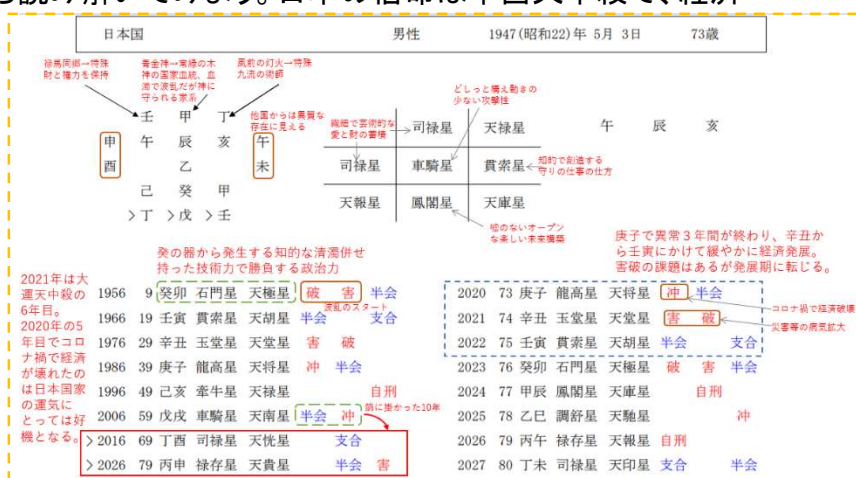 日本国 男性 1947(昭和22)年 5月 3日 73歳
禄馬同郷→特殊
財と権力を保持
青金神→常緑の木
神の国家血統、血
濡で波乱だが神に
守られる家系
風前の灯火→特殊
九流の術師
他国からは異質な
存在に見える
壬 甲 丁
申 午 辰 亥 午
酉 乙 未
己 癸 甲
>丁 >戊 >壬
繊細で芸術的な
愛と財の蓄積
どしっと構え動きの
少ない攻撃性
司禄星 天禄星
司禄星 車騎星 貫索星
天報星 鳳閣星 天庫星
知的で創造する
守りの仕事の仕方
嘘のないオープン
な楽しい未来構築
午 辰 亥
癸の器から発生する知的な清濁併せ
持った技術力で勝負する政治力
庚子で異常3年間が終わり、辛丑か
ら壬寅にかけて緩やかに経済発展。
害破の課題はあるが発展期に転じる。
2021年は大
運天中殺の
6年目。
2020年の5
年目でコロ
ナ禍で経済
が壊れたの
は日本国家
の運気に
とっては好
機となる。
1956 9 癸卯 石門星 天極星 破 害 半会
波乱のスタート
1966 19 壬寅 貫索星 天胡星 半会 支合
1976 29 辛丑 玉堂星 天堂星 害 破
1986 39 庚子 龍高星 天将星 冲 半会
1996 49 己亥 牽牛星 天禄星 自刑
2006 59 戊戌 車騎星 天南星 半会 冲
鎖に掛かった10年
>2016 69 丁酉 司禄星 天恍星 支合
>2026 79 丙申 禄存星 天貴星 半会 害
2020 73 庚子 龍高星 天将星 冲 半会
コロナ禍で経済破壊
2021 74 辛丑 玉堂星 天堂星 害 破
災害等の病気拡大
2022 75 壬寅 貫索星 天胡星 半会 支合
2023 76 癸卯 石門星 天極星 破 害 半会
2024 77 甲辰 鳳閣星 天庫星 自刑
2025 78 乙巳 調舒星 天馳星 冲
2026 79 丙午 禄存星 天報星 自刑
2027 80 丁未 司禄星 天印星 支合 半会